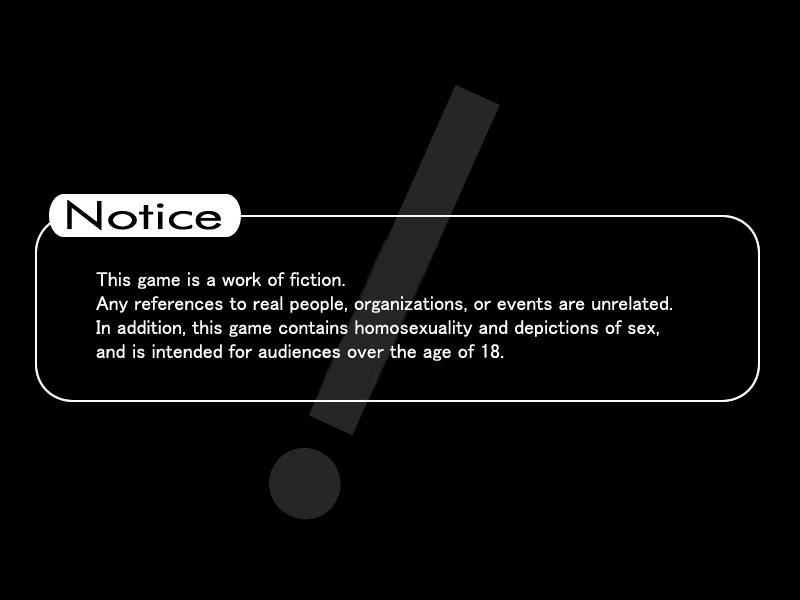 Notice
This game is a work of fiction.
Any references to real people, organizations, or events are unrelated.
In addition, this game contains homosexuality and depictions of sex,
and is intended for audiences over the age of 18.